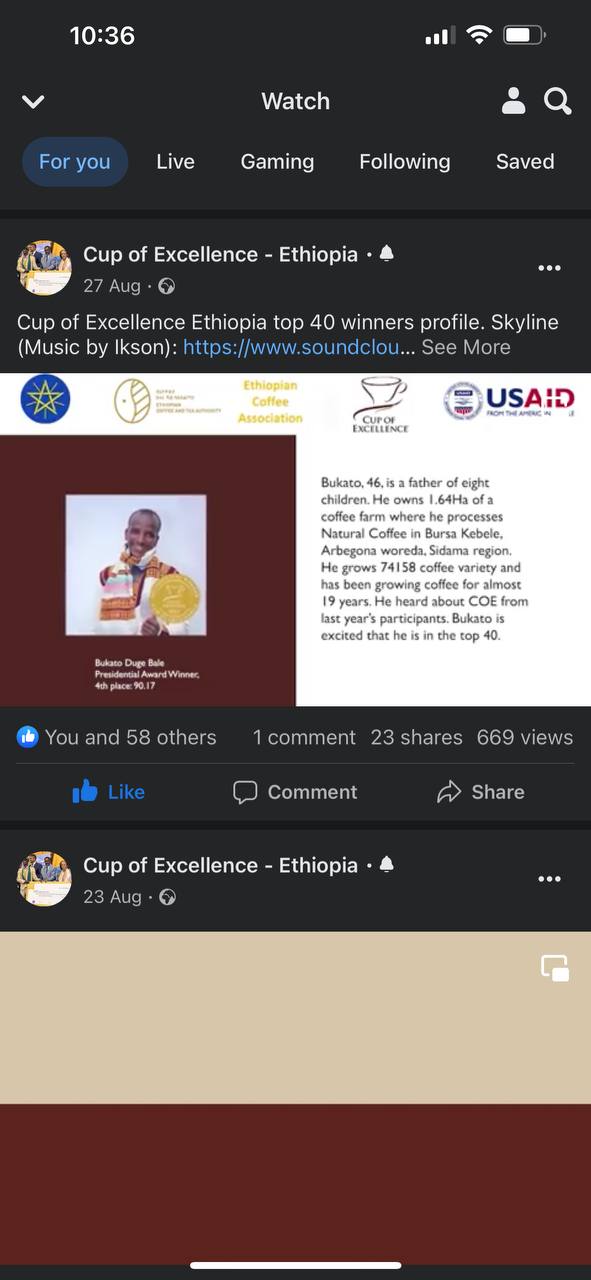 10:36
Watch
For you
Live
Gaming
Following
Saved
Cup of Excellence - Ethiopia ·
27 Aug ·
Cup of Excellence Ethiopia top 40 winners profile. Skyline
(Music by Ikson): https://www.soundclou... See More
ETHIOPIAN
COFFEE AND TEA AUTHORITY
Ethiopian
Coffee
Association
CUP OF
EXCELLENCE
USAID
USAID
FROM THE AMERIC
Bukato, 46, is a father of eight
children. He owns 1.64Ha of a
coffee farm where he processes
Natural Coffee in Bursa Kebele,
Arbegona woreda, Sidama region.
He grows 74158 coffee variety and
has been growing coffee for almost
19 years. He heard about COE from
last year's participants. Bukato is
excited that he is in the top 40.
Bukato Duge Bale
Presidential Award Winner,
4th place: 90.17
You and 58 others
1 comment
23 shares
669 views
Like
Comment
Share
Cup of Excellence - Ethiopia ·
23 Aug ·